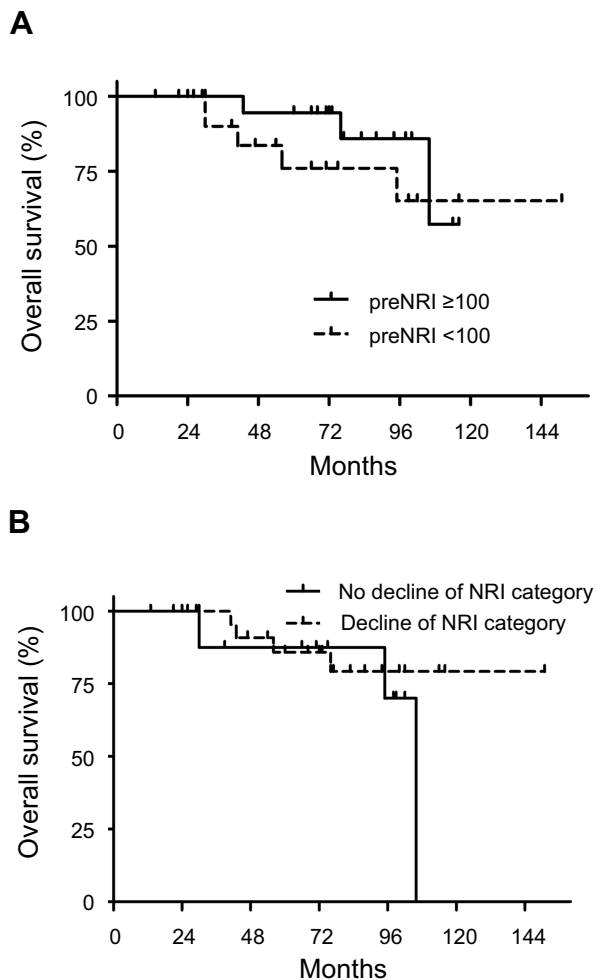 A
Overall survival (%)
100
75
50
25
0
preNRI ≥100
preNRI <100
0 24 48 72 96 120 144
Months
B
Overall survival (%)
100
75
50
25
0
No decline of NRI category
Decline of NRI category
0 24 48 72 96 120 144
Months